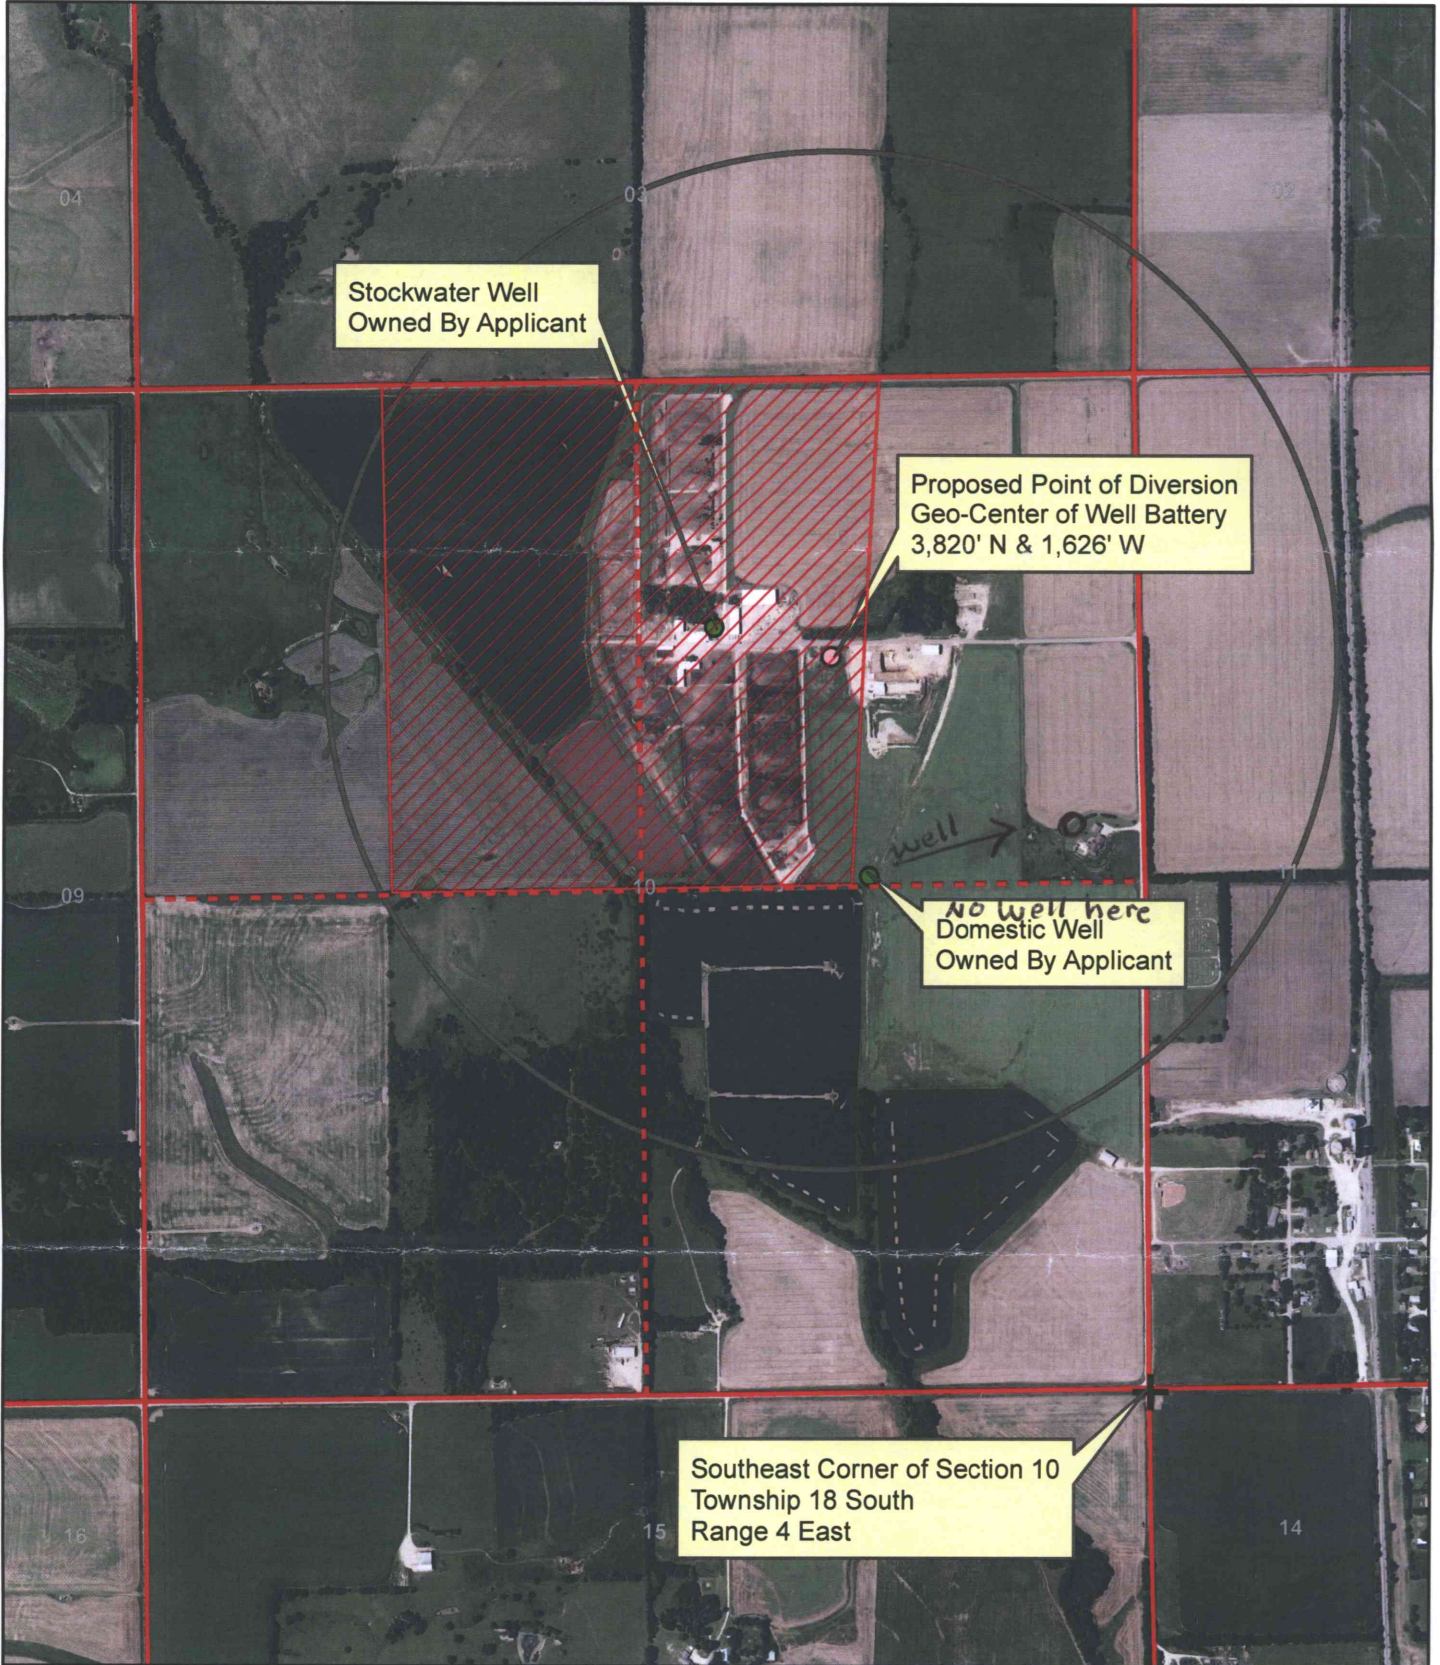 04
03
02
Stockwater Well
Owned By Applicant
Proposed Point of Diversion
Geo-Center of Well Battery
3,820' N & 1,626' W
well
09
10
11
No Well here
Domestic Well
Owned By Applicant
Southeast Corner of Section 10
Township 18 South
Range 4 East
16
15
14